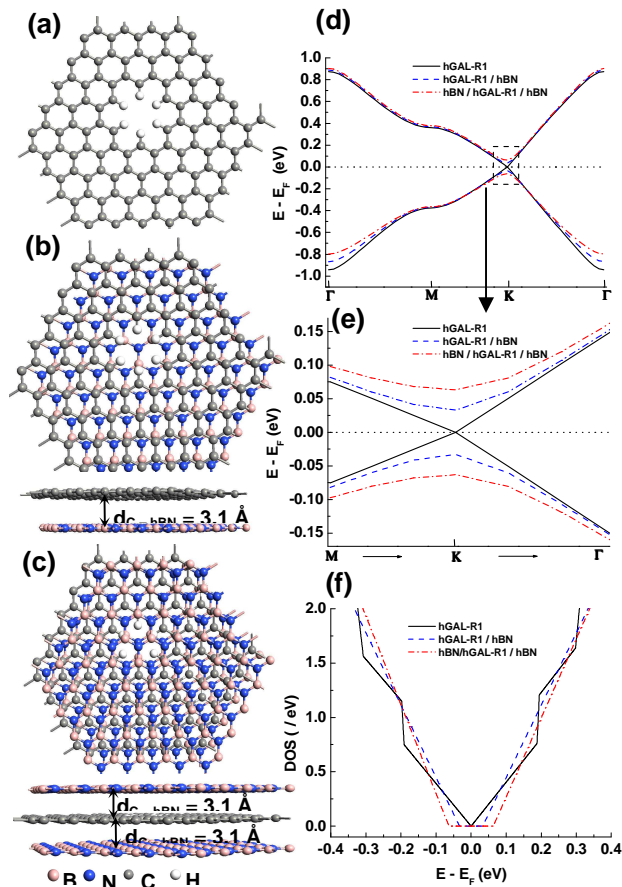 (a)
(b)
d_C-hBN = 3.1 Å
(c)
d_C-hBN = 3.1 Å
d_C-hBN = 3.1 Å
B N C H
(d)
hGAL-R1
hGAL-R1 / hBN
hBN / hGAL-R1 / hBN
1.0
0.8
0.6
0.4
0.2
0.0
-0.2
-0.4
-0.6
-0.8
-1.0
E - E_F (eV)
Γ M K Γ
(e)
hGAL-R1
hGAL-R1 / hBN
hBN / hGAL-R1 / hBN
0.15
0.10
0.05
0.00
-0.05
-0.10
-0.15
E - E_F (eV)
M K Γ
(f)
hGAL-R1
hGAL-R1 / hBN
hBN/hGAL-R1 / hBN
2.0
1.5
1.0
0.5
0.0
DOS ( / eV)
-0.4 -0.3 -0.2 -0.1 0.0 0.1 0.2 0.3 0.4
E - E_F (eV)